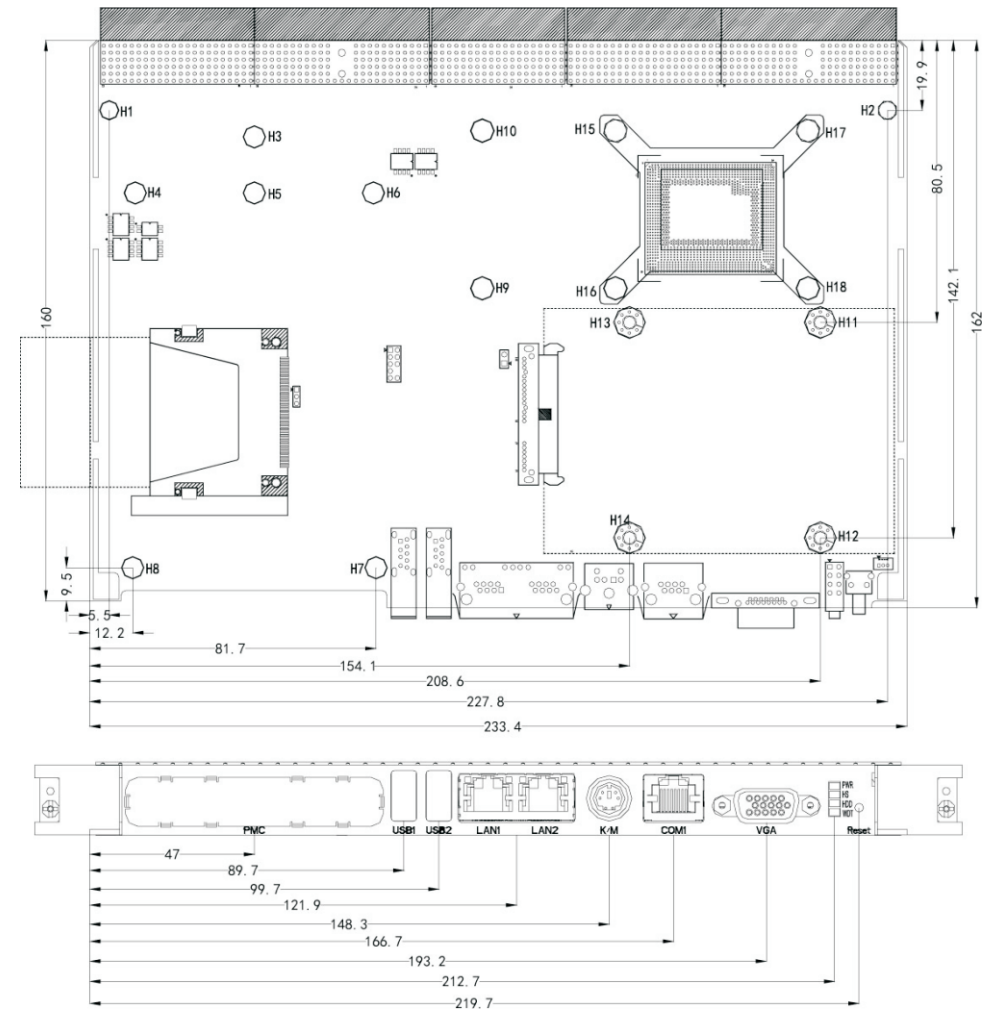 19.9
H1
H2
H3
H10
H15
H17
80.5
H4
H5
H6
142.1
162
H9
H16
H18
160
H13
H11
H14
H12
H8
H7
9.5
5.5
12.2
81.7
154.1
208.6
227.8
233.4
PWR
HS
HDD
WDT
PMC
USB1
USB2
LAN1
LAN2
K/M
COM1
VGA
Reset
47
89.7
99.7
121.9
148.3
166.7
193.2
212.7
219.7